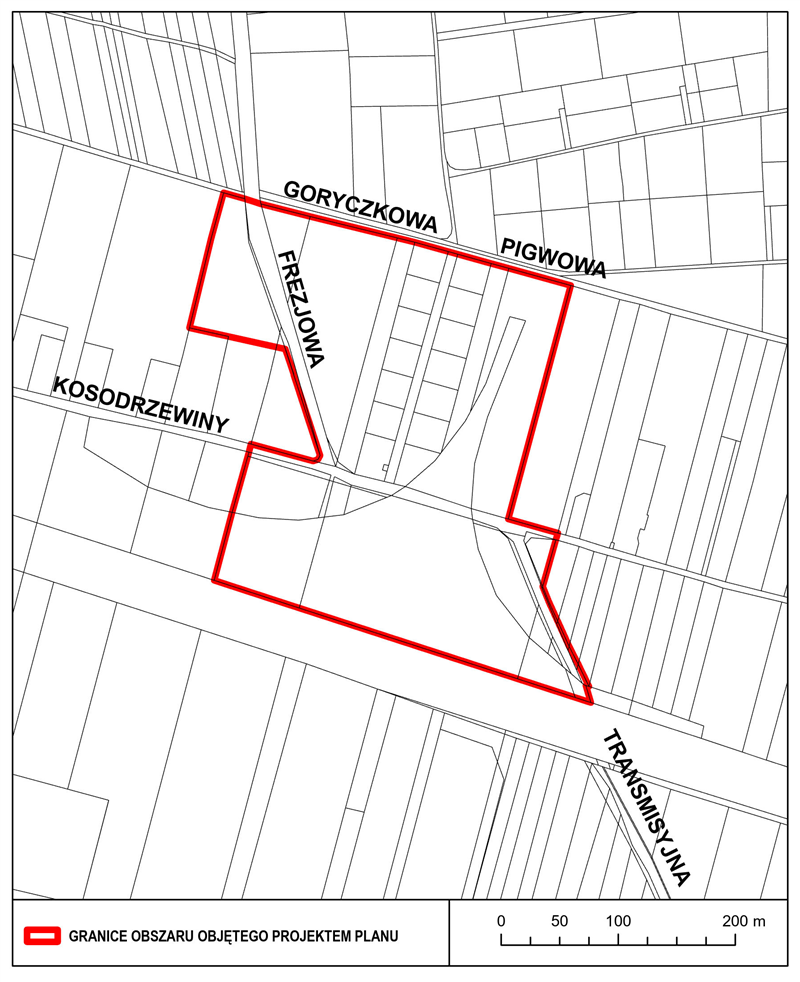 GORYCZKOWA
PIGWOWA
FREZJOWA
KOSODRZEWINY
TRANSMISYJNA
GRANICE OBSZARU OBJĘTEGO PROJEKTEM PLANU
0 50 100 200 m